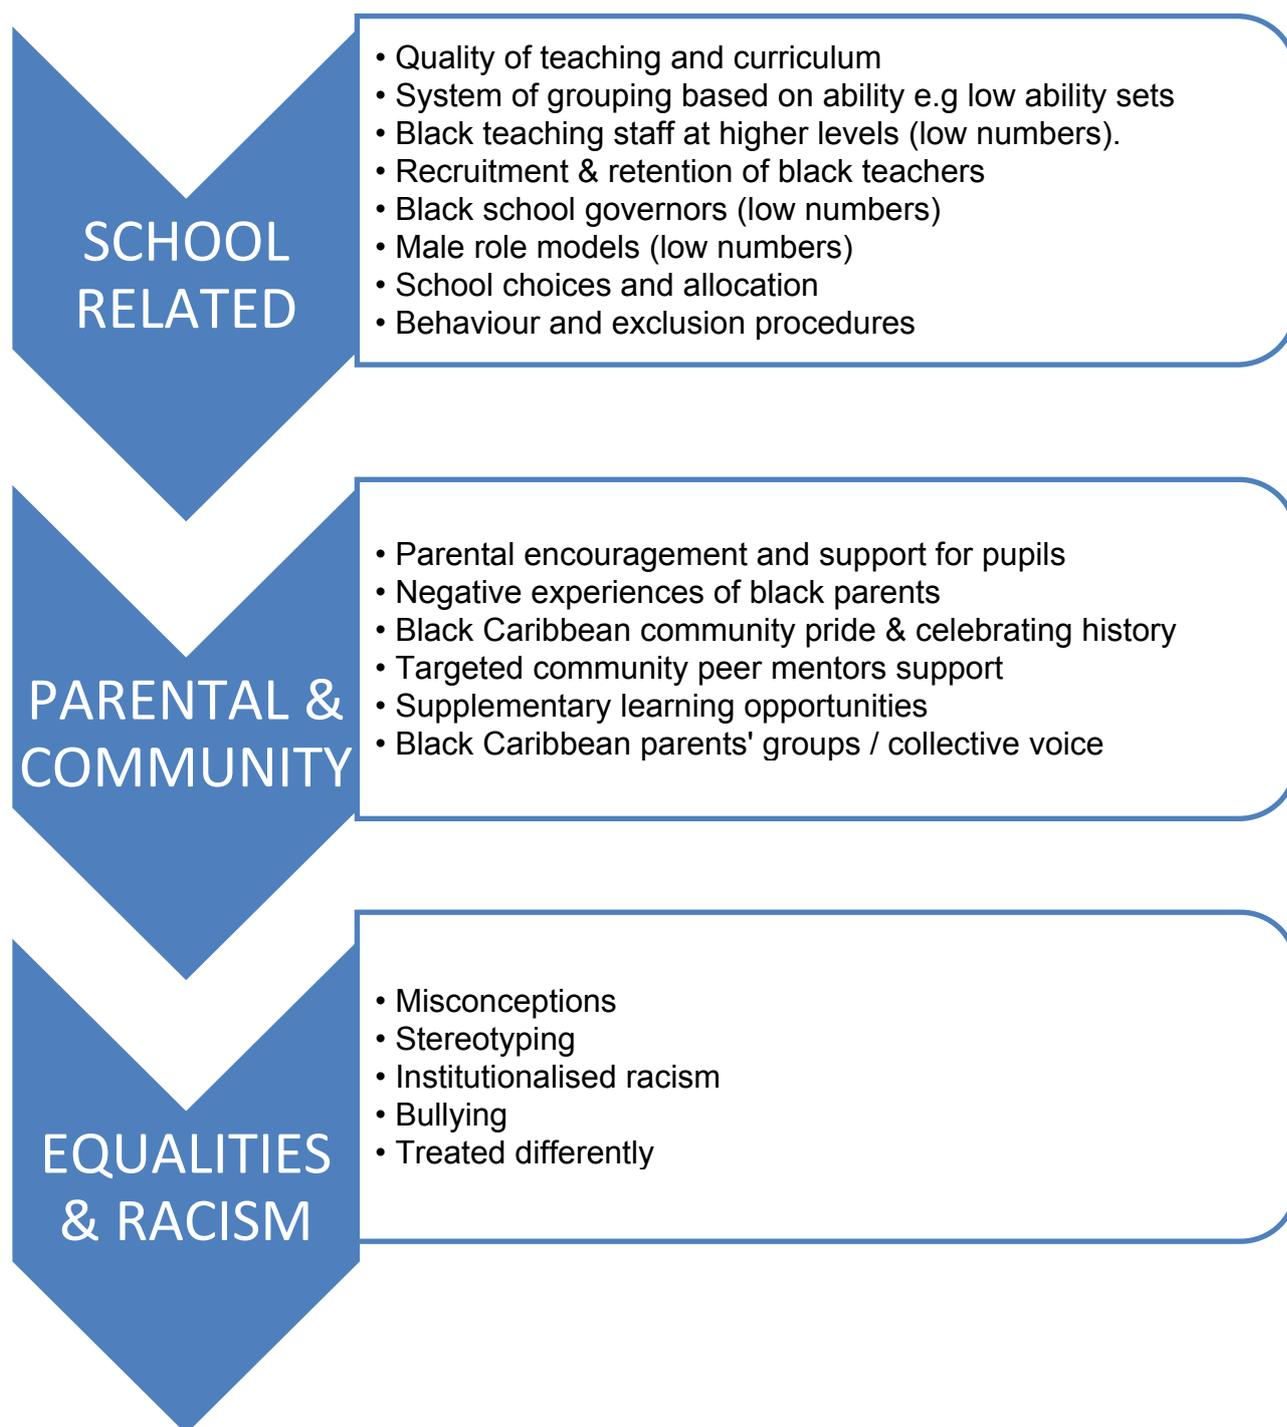 SCHOOL
RELATED
• Quality of teaching and curriculum
• System of grouping based on ability e.g low ability sets
• Black teaching staff at higher levels (low numbers).
• Recruitment & retention of black teachers
• Black school governors (low numbers)
• Male role models (low numbers)
• School choices and allocation
• Behaviour and exclusion procedures
PARENTAL &
COMMUNITY
• Parental encouragement and support for pupils
• Negative experiences of black parents
• Black Caribbean community pride & celebrating history
• Targeted community peer mentors support
• Supplementary learning opportunities
• Black Caribbean parents' groups / collective voice
EQUALITIES
& RACISM
• Misconceptions
• Stereotyping
• Institutionalised racism
• Bullying
• Treated differently